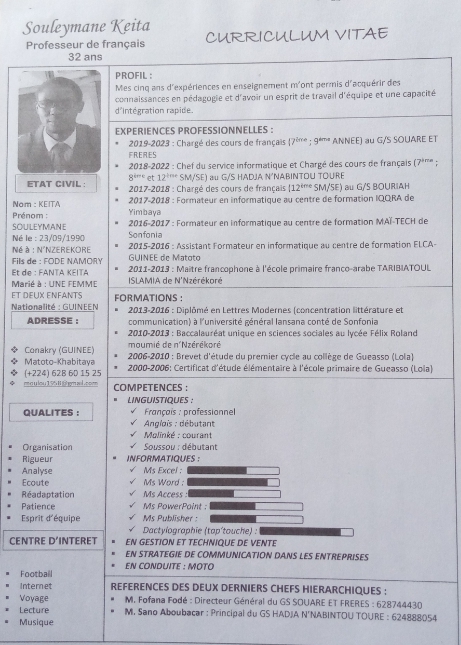 Souleymane Keita
Professeur de français
32 ans
CURRICULUM VITAE
ETAT CIVIL :
Nom : KEITA
Prénom :
SOULEYMANE
Né le : 23/09/1990
Né à : N'NZEREKORE
Fils de : FODE NAMORY
Et de : FANTA KEITA
Marié à : UNE FEMME
ET DEUX ENFANTS
Nationalité : GUINEEN
ADRESSE :
Conakry (GUINEE)
Matoto-Khabitaya
(+224) 628 60 15 25
moulou1958@gmail.com
QUALITES :
Organisation
Rigueur
Analyse
Ecoute
Réadaptation
Patience
Esprit d'équipe
CENTRE D'INTERET
Football
Internet
Voyage
Lecture
Musique
PROFIL :
Mes cinq ans d'expériences en enseignement m'ont permis d'acquérir des
connaissances en pédagogie et d'avoir un esprit de travail d'équipe et une capacité
d'intégration rapide.
EXPERIENCES PROFESSIONNELLES :
2019-2023 : Chargé des cours de français (7ème ; 9ème ANNEE) au G/S SOUARE ET
FRERES
2018-2022 : Chef du service informatique et Chargé des cours de français (7ème ;
8ème et 12ème SM/SE) au G/S HADJA N'NABINTOU TOURE
2017-2018 : Chargé des cours de français (12ème SM/SE) au G/S BOURIAH
2017-2018 : Formateur en informatique au centre de formation IQQRA de
Yimbaya
2016-2017 : Formateur en informatique au centre de formation MAÏ-TECH de
Sonfonia
2015-2016 : Assistant Formateur en informatique au centre de formation ELCA-
GUINEE de Matoto
2011-2013 : Maitre francophone à l'école primaire franco-arabe TARIBIATOUL
ISLAMIA de N'Nzérékoré
FORMATIONS :
2013-2016 : Diplômé en Lettres Modernes (concentration littérature et
communication) à l'université général lansana conté de Sonfonia
2010-2013 : Baccalauréat unique en sciences sociales au lycée Félix Roland
moumié de n'Nzérékoré
2006-2010 : Brevet d'étude du premier cycle au collège de Gueasso (Lola)
2000-2006: Certificat d'étude élémentaire à l'école primaire de Gueasso (Lola)
COMPETENCES :
LINGUISTIQUES :
Français : professionnel
Anglais : débutant
Malinké : courant
Soussou : débutant
INFORMATIQUES :
Ms Excel :
Ms Word :
Ms Access :
Ms PowerPoint :
Ms Publisher :
Dactylographie (tap'touche) :
EN GESTION ET TECHNIQUE DE VENTE
EN STRATEGIE DE COMMUNICATION DANS LES ENTREPRISES
EN CONDUITE : MOTO
REFERENCES DES DEUX DERNIERS CHEFS HIERARCHIQUES :
M. Fofana Fodé : Directeur Général du GS SOUARE ET FRERES : 628744430
M. Sano Aboubacar : Principal du GS HADJA N'NABINTOU TOURE : 624888054